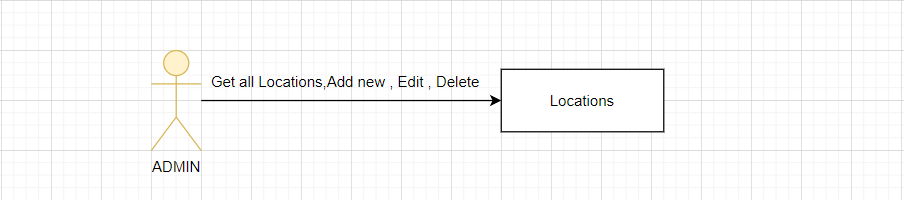 Get all Locations,Add new , Edit , Delete
Locations
ADMIN